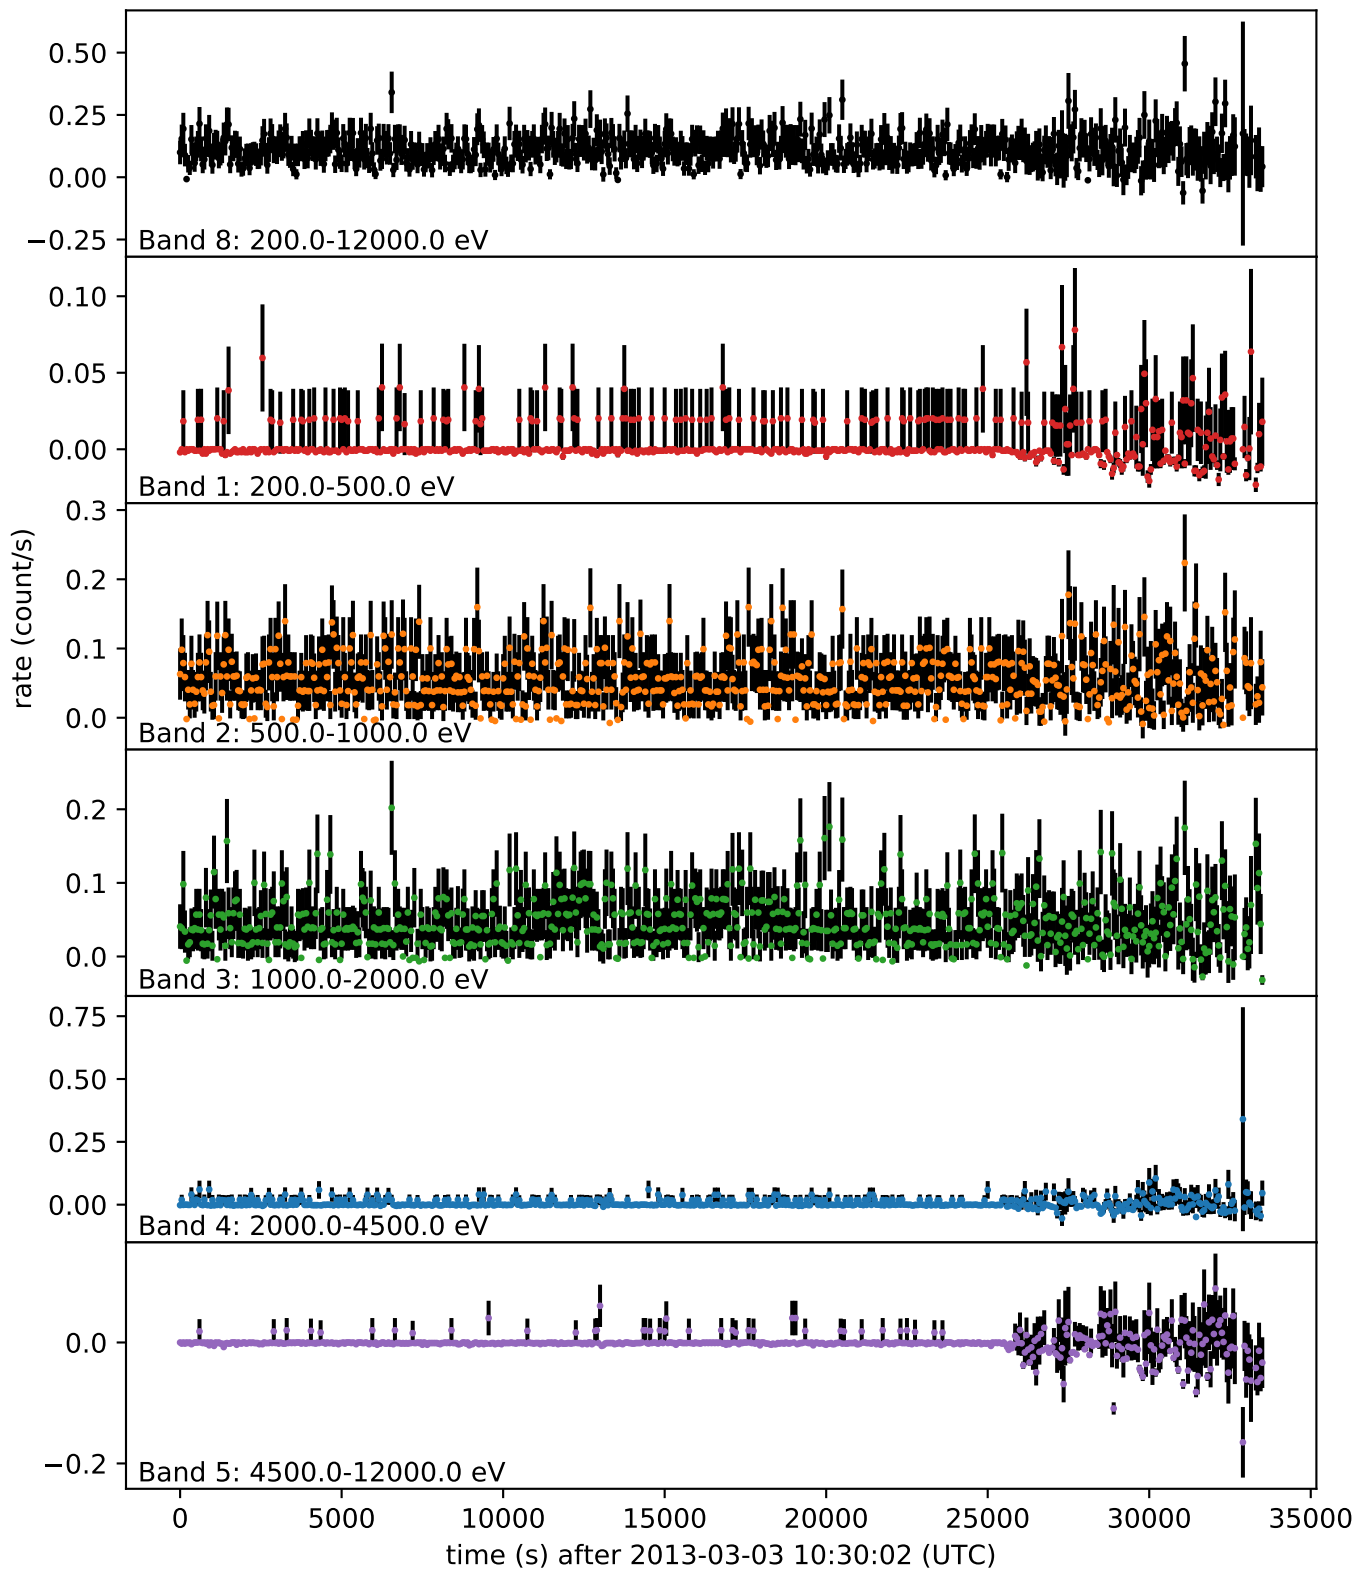 0.50
0.25
0.00
−0.25
Band 8: 200.0-12000.0 eV
0.10
0.05
0.00
Band 1: 200.0-500.0 eV
rate (count/s)
0.3
0.2
0.1
0.0
Band 2: 500.0-1000.0 eV
0.2
0.1
0.0
Band 3: 1000.0-2000.0 eV
0.75
0.50
0.25
0.00
Band 4: 2000.0-4500.0 eV
0.0
−0.2
Band 5: 4500.0-12000.0 eV
0 5000 10000 15000 20000 25000 30000 35000
time (s) after 2013-03-03 10:30:02 (UTC)